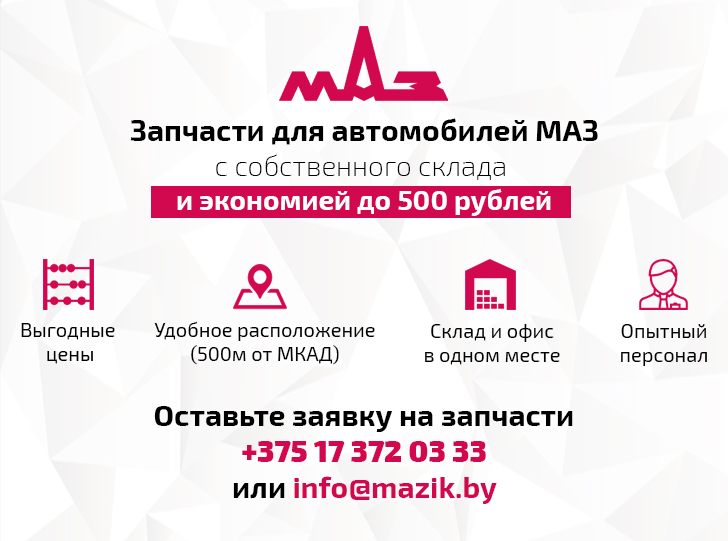 МАЗ
Запчасти для автомобилей МАЗ
с собственного склада
и экономией до 500 рублей
Выгодные
цены
Удобное расположение
(500м от МКАД)
Склад и офис
в одном месте
Опытный
персонал
Оставьте заявку на запчасти
+375 17 372 03 33
или info@mazik.by